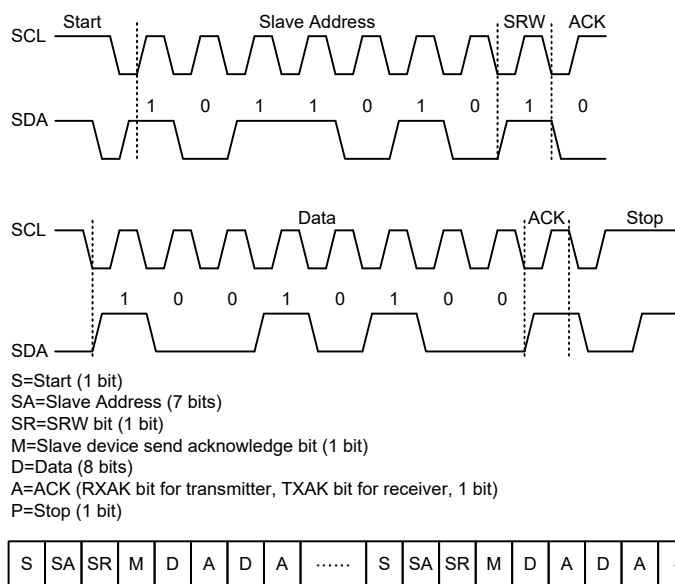 Start Slave Address SRW ACK
SCL
1 0 1 1 0 1 0 1 0
SDA
Data ACK Stop
SCL
1 0 0 1 0 1 0 0
SDA
S=Start (1 bit)
SA=Slave Address (7 bits)
SR=SRW bit (1 bit)
M=Slave device send acknowledge bit (1 bit)
D=Data (8 bits)
A=ACK (RXAK bit for transmitter, TXAK bit for receiver, 1 bit)
P=Stop (1 bit)
S SA SR M D A D A ...... S SA SR M D A D A